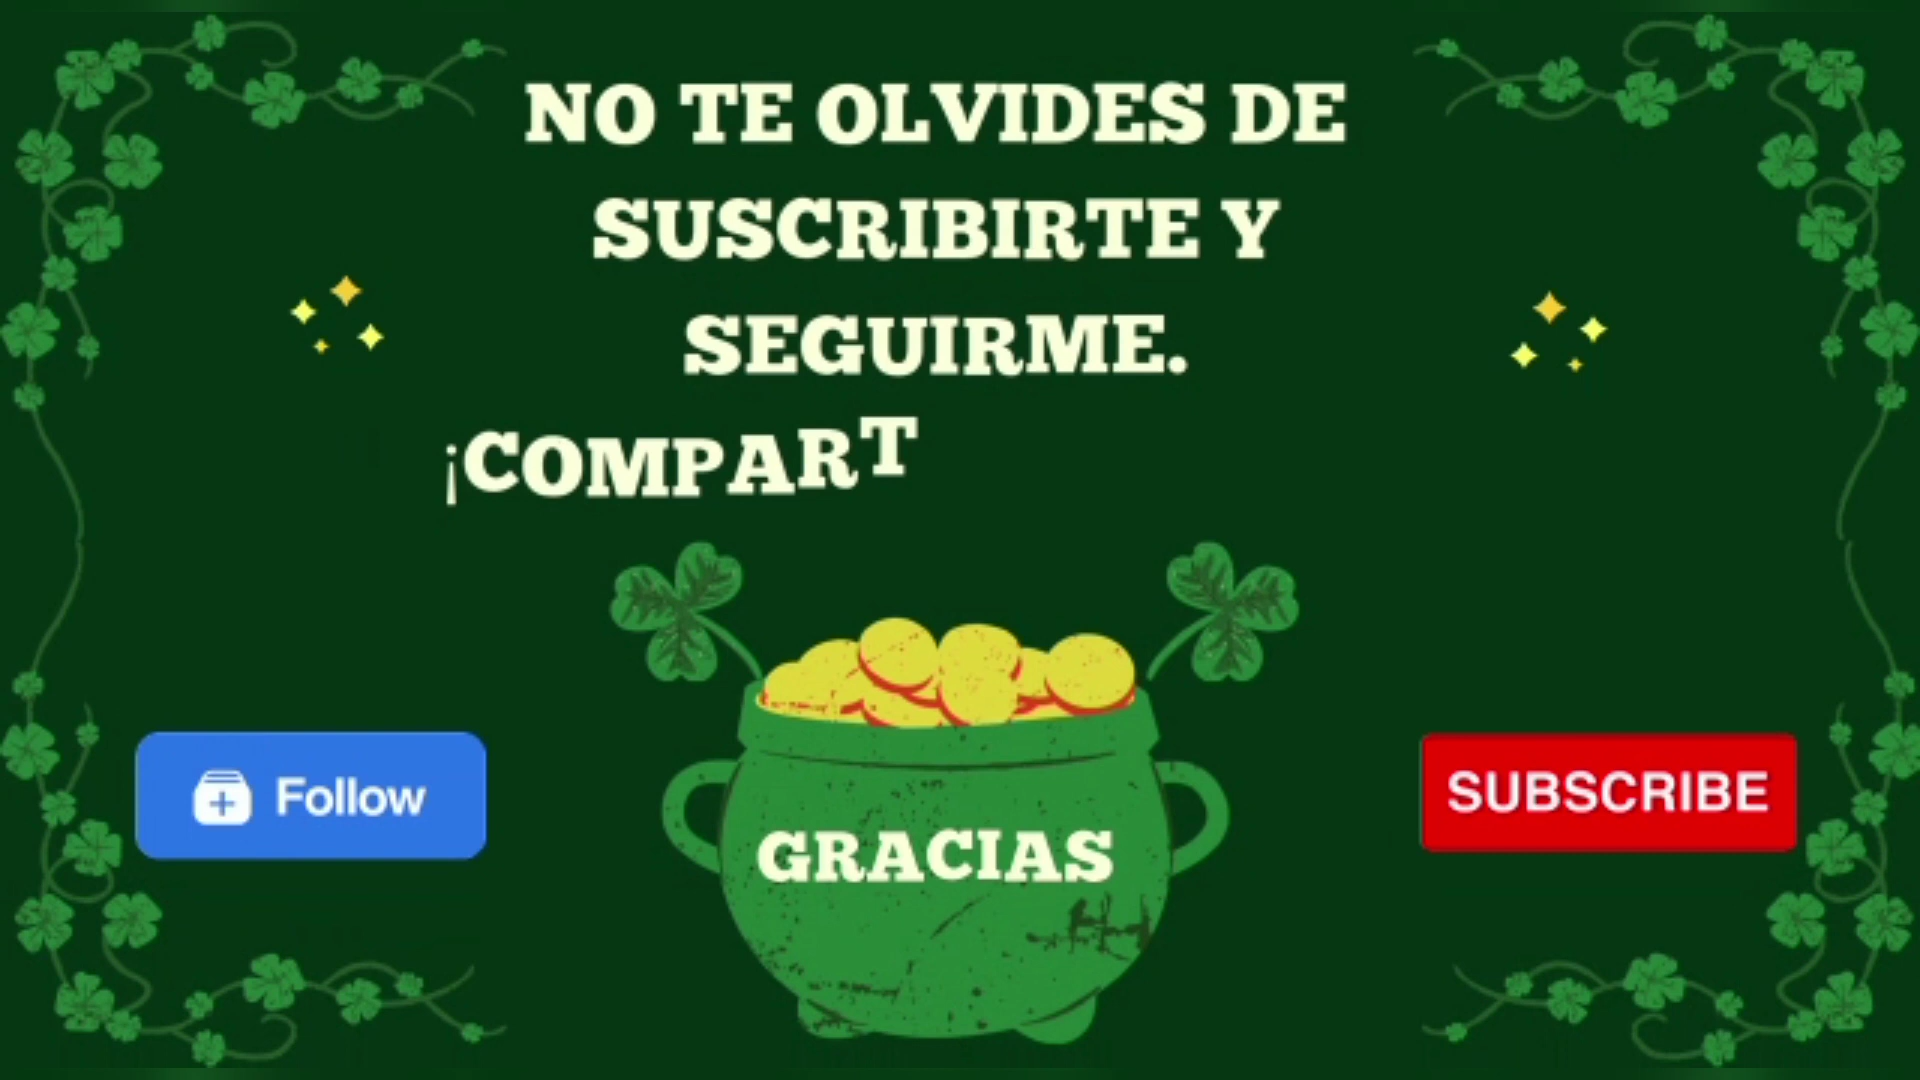 NO TE OLVIDES DE
SUSCRIBIRTE Y
SEGUIRME.
¡COMPART
Follow
SUBSCRIBE
GRACIAS